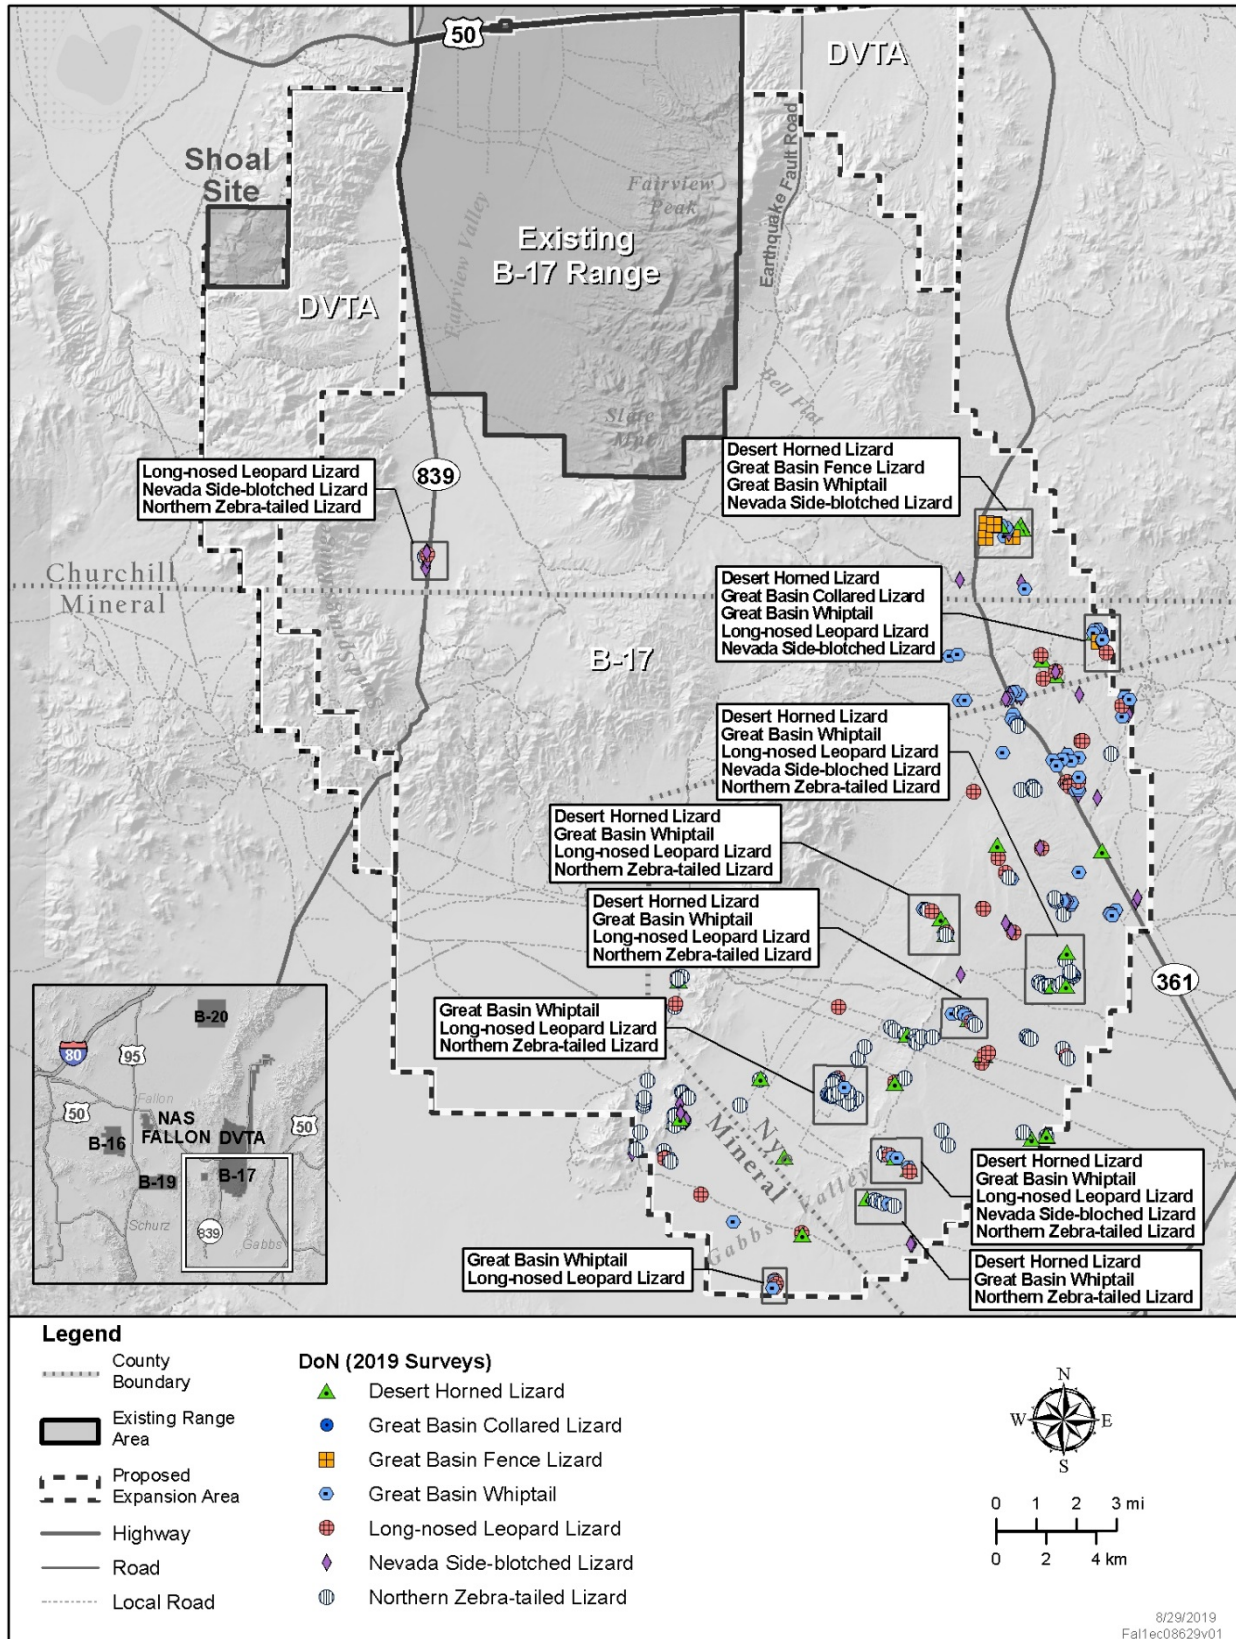 50
DVTA
Shoal
Site
Fairview
Peak
Fairview Valley
Earthquake Fault Road
Existing
B-17 Range
DVTA
Bell Flat
Slate
Mtn
Desert Horned Lizard
Great Basin Fence Lizard
Great Basin Whiptail
Nevada Side-blotched Lizard
Long-nosed Leopard Lizard
Nevada Side-blotched Lizard
Northern Zebra-tailed Lizard
839
Churchill
Mineral
Desert Horned Lizard
Great Basin Collared Lizard
Great Basin Whiptail
Long-nosed Leopard Lizard
Nevada Side-blotched Lizard
B-17
Desert Horned Lizard
Great Basin Whiptail
Long-nosed Leopard Lizard
Nevada Side-bloched Lizard
Northern Zebra-tailed Lizard
Desert Horned Lizard
Great Basin Whiptail
Long-nosed Leopard Lizard
Northern Zebra-tailed Lizard
Desert Horned Lizard
Great Basin Whiptail
Long-nosed Leopard Lizard
Northern Zebra-tailed Lizard
361
Great Basin Whiptail
Long-nosed Leopard Lizard
Northern Zebra-tailed Lizard
Mineral
Gabbs Valley
Desert Horned Lizard
Great Basin Whiptail
Long-nosed Leopard Lizard
Nevada Side-bloched Lizard
Northern Zebra-tailed Lizard
Desert Horned Lizard
Great Basin Whiptail
Northern Zebra-tailed Lizard
Great Basin Whiptail
Long-nosed Leopard Lizard
B-20
80
95
Fallon
50
NAS
FALLON
DVTA
50
B-16
B-19
B-17
Schurz
839
Gabbs
Legend
County
Boundary
Existing Range
Area
Proposed
Expansion Area
Highway
Road
Local Road
DoN (2019 Surveys)
Desert Horned Lizard
Great Basin Collared Lizard
Great Basin Fence Lizard
Great Basin Whiptail
Long-nosed Leopard Lizard
Nevada Side-blotched Lizard
Northern Zebra-tailed Lizard
N
W E
S
0 1 2 3 mi
0 2 4 km
8/29/2019
Fal1ec08629v01